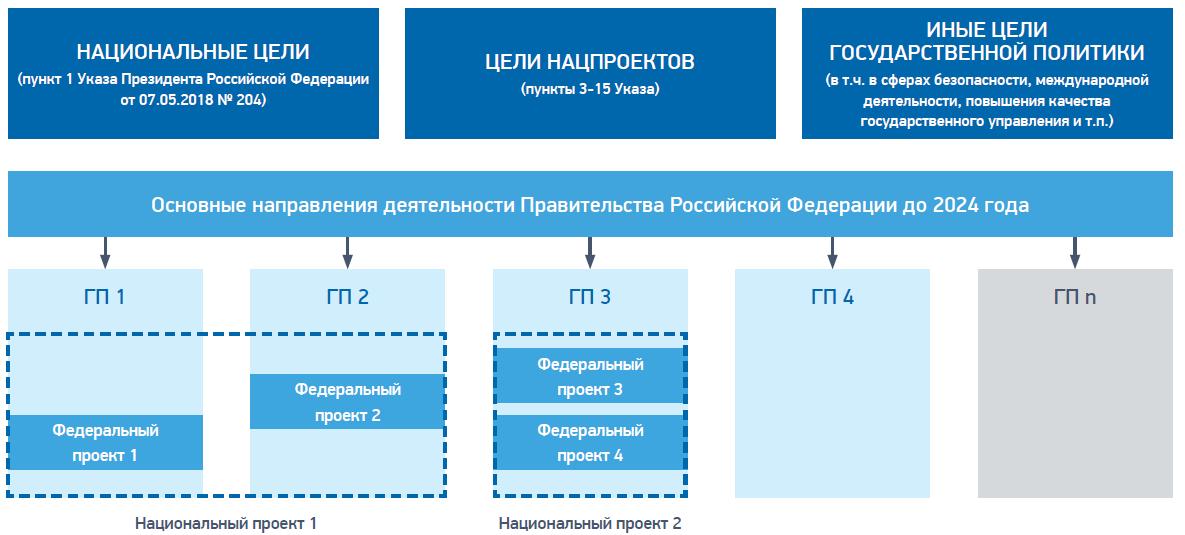 НАЦИОНАЛЬНЫЕ ЦЕЛИ
(пункт 1 Указа Президента Российской Федерации
от 07.05.2018 № 204)
ЦЕЛИ НАЦПРОЕКТОВ
(пункты 3-15 Указа)
ИНЫЕ ЦЕЛИ
ГОСУДАРСТВЕННОЙ ПОЛИТИКИ
(в т.ч. в сферах безопасности, международной
деятельности, повышения качества
государственного управления и т.п.)
Основные направления деятельности Правительства Российской Федерации до 2024 года
ГП 1
ГП 2
ГП 3
ГП 4
ГП n
Федеральный
проект 1
Федеральный
проект 2
Федеральный
проект 3
Федеральный
проект 4
Национальный проект 1
Национальный проект 2